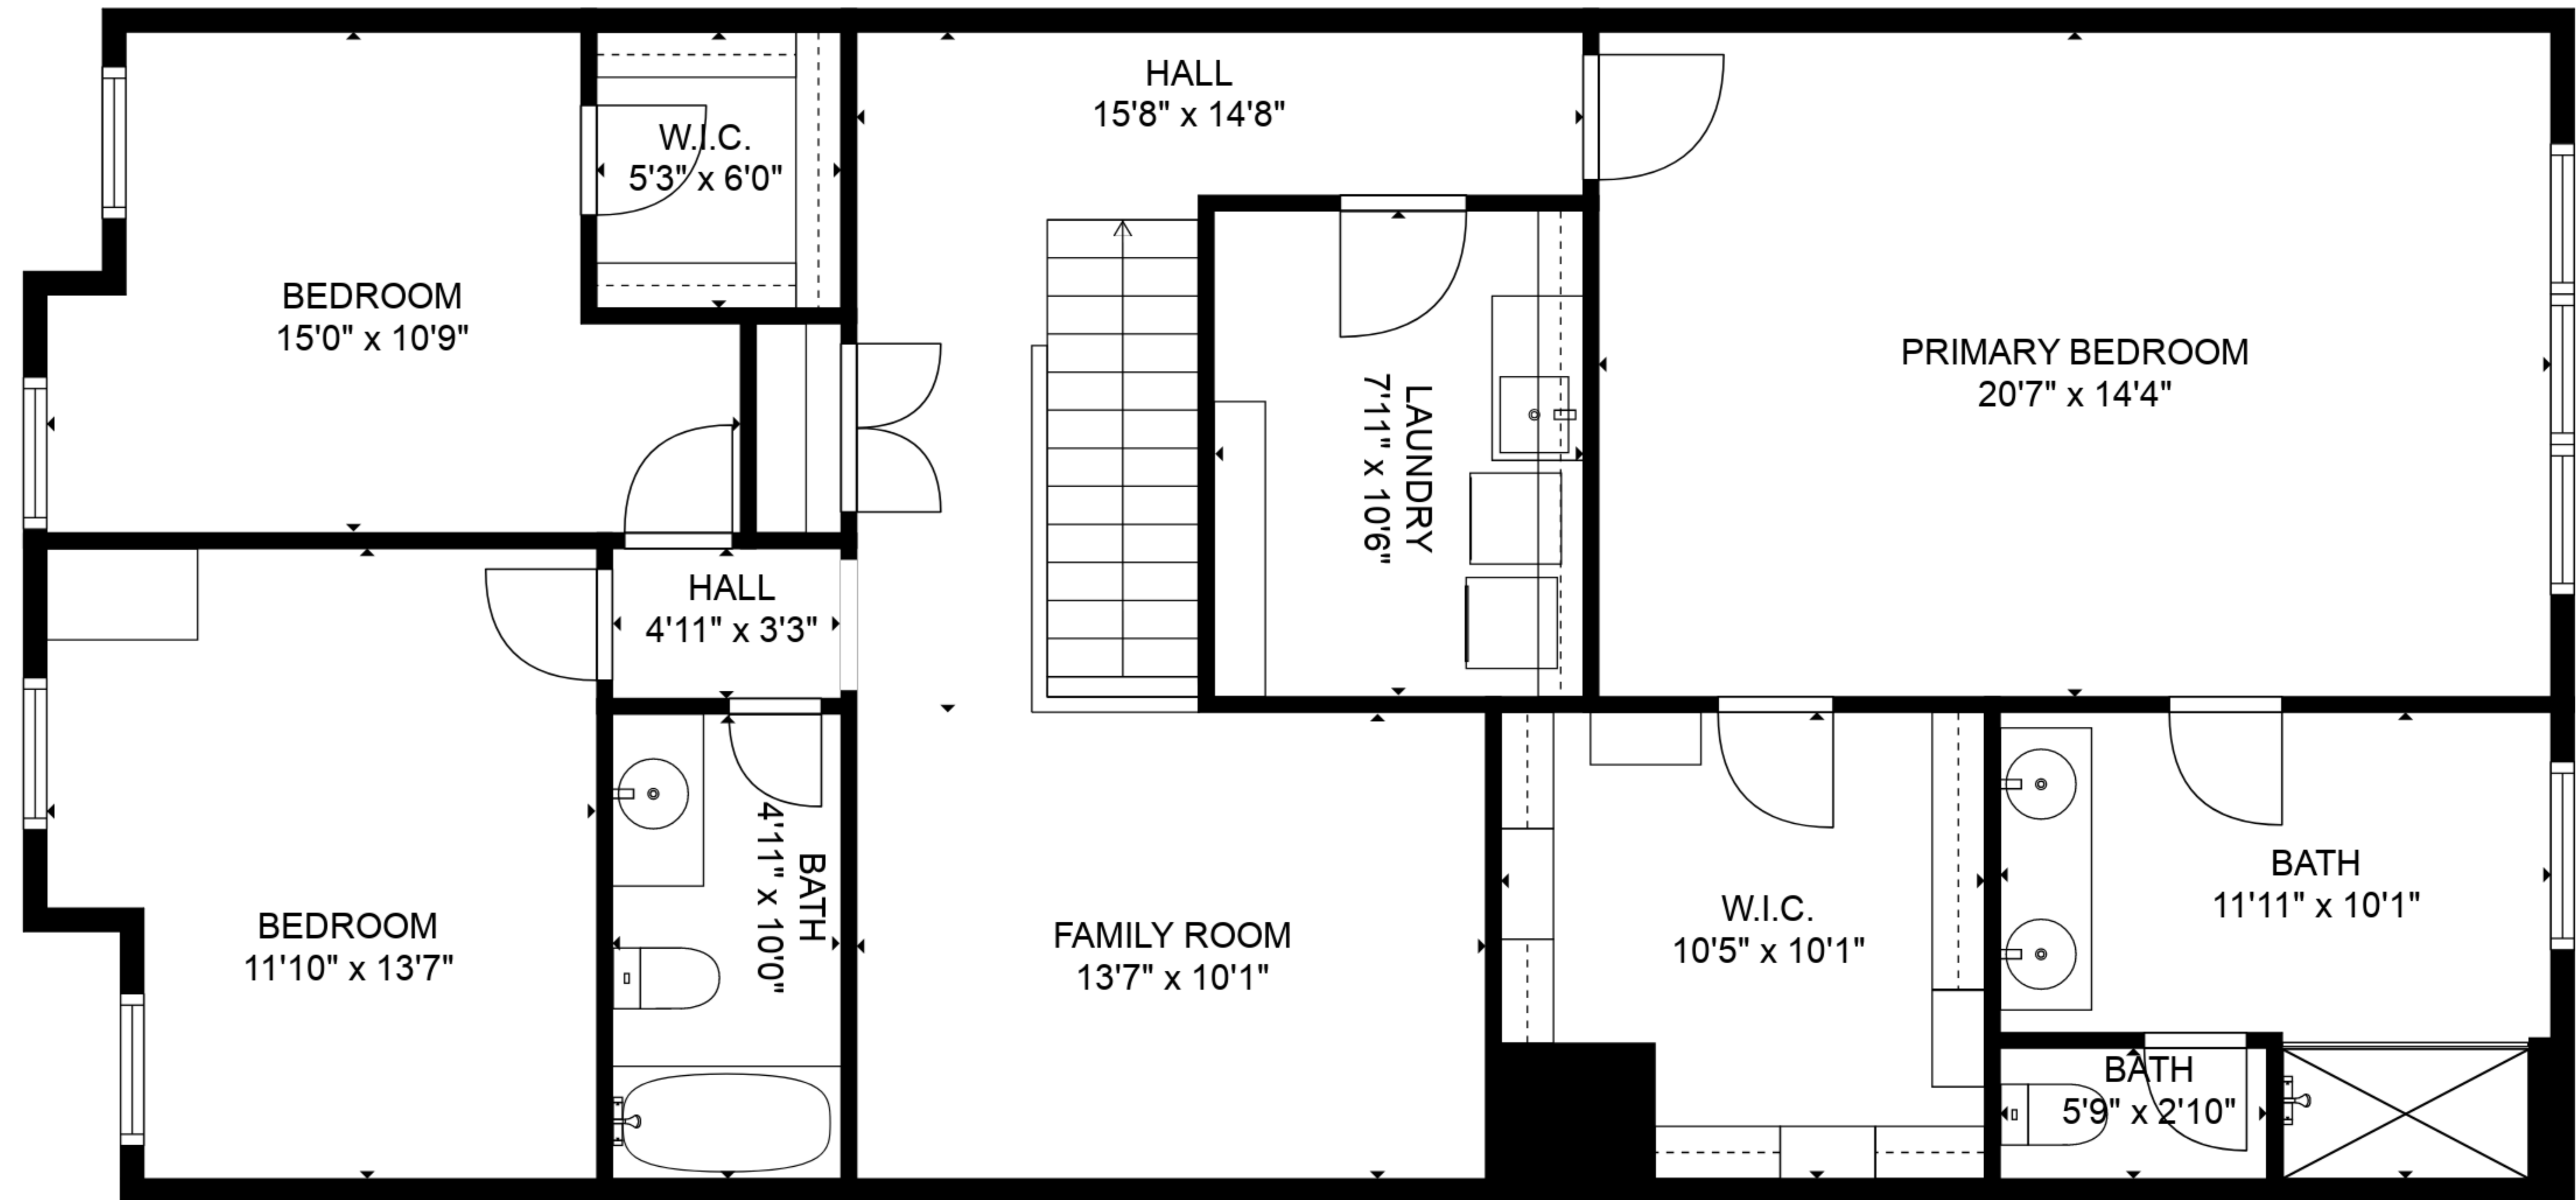 HALL
15'8" x 14'8"
W.I.C.
5'3" x 6'0"
BEDROOM
15'0" x 10'9"
PRIMARY BEDROOM
20'7" x 14'4"
LAUNDRY
7'11" x 10'6"
HALL
4'11" x 3'3"
BATH
4'11" x 10'0"
BEDROOM
11'10" x 13'7"
FAMILY ROOM
13'7" x 10'1"
W.I.C.
10'5" x 10'1"
BATH
11'11" x 10'1"
BATH
5'9" x 2'10"